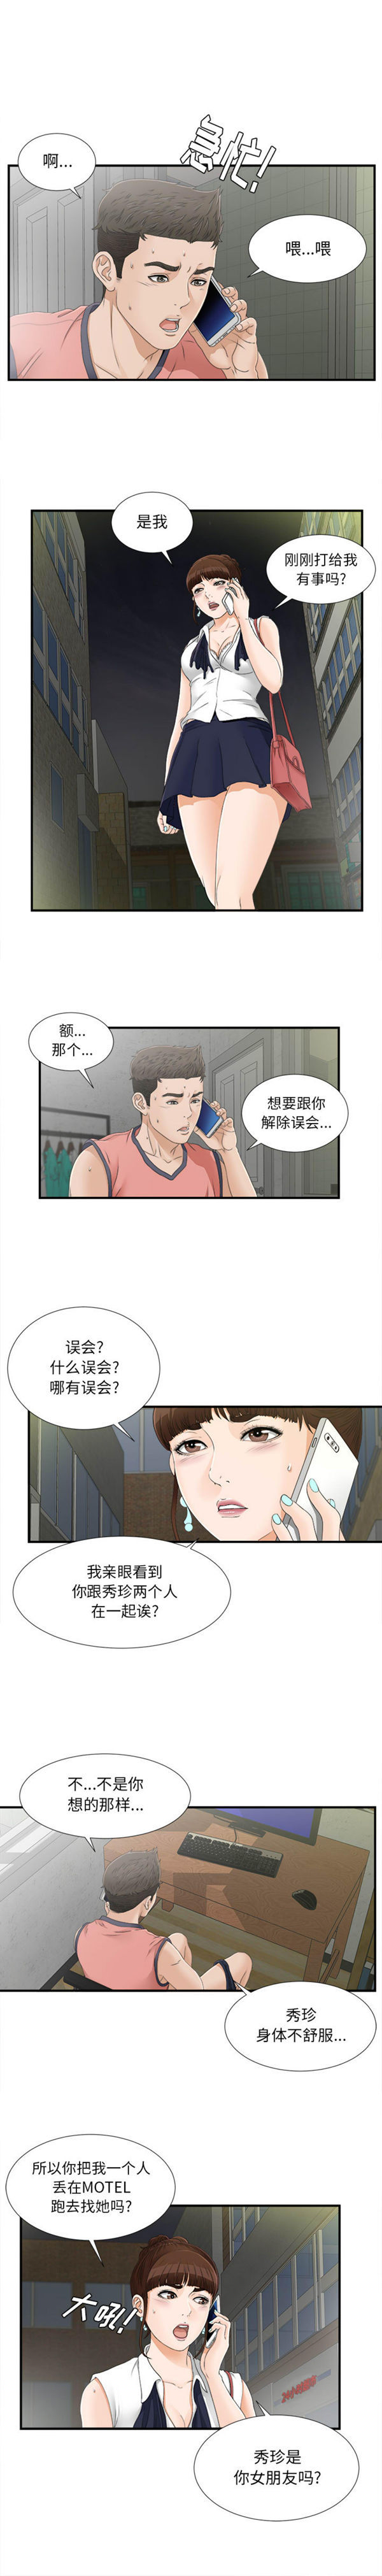 啊...
急忙!
喂...喂
是我
刚刚打给我
有事吗?
额...
那个...
想要跟你
解除误会...
误会?
什么误会?
哪有误会?
我亲眼看到
你跟秀珍两个人
在一起诶?
不...不是你
想的那样...
秀珍
身体不舒服...
所以你把我一个人
丢在MOTEL
跑去找她吗?
大吼!
秀珍是
你女朋友吗?